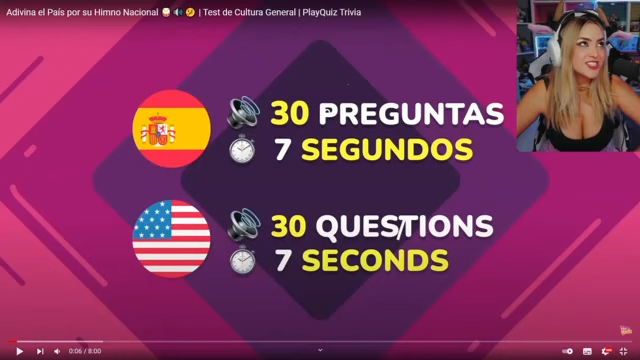 Adivina el País por su Himno Nacional 🎌🔊🤔 | Test de Cultura General | PlayQuiz Trivia
30 PREGUNTAS
7 SEGUNDOS
30 QUESTIONS
7 SECONDS
0:06 / 8:00